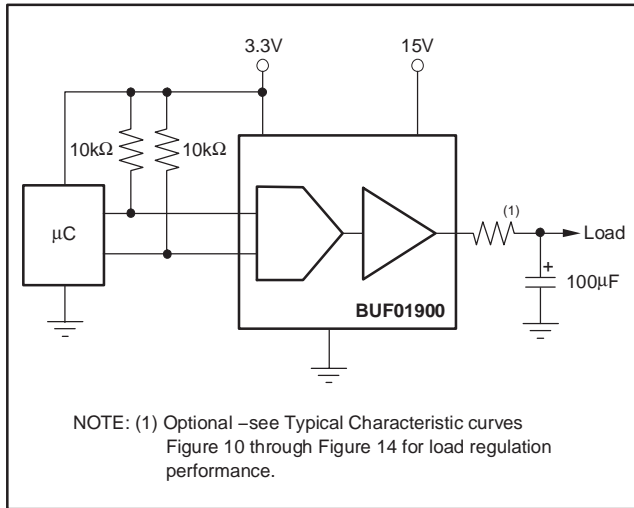 3.3V 15V
10kΩ 10kΩ
μC
(1)
Load
+
100μF
BUF01900
NOTE: (1) Optional –see Typical Characteristic curves
Figure 10 through Figure 14 for load regulation
performance.